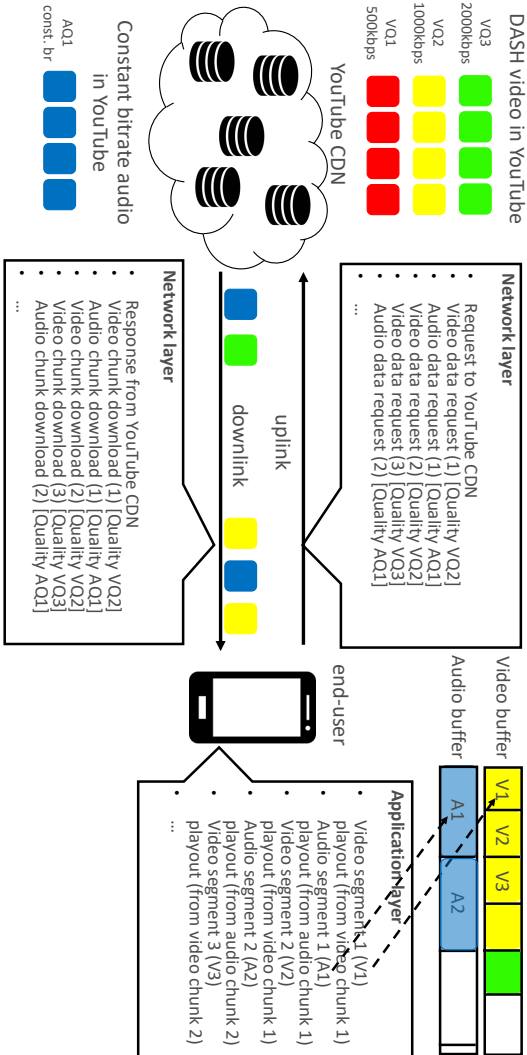 DASH video in YouTube
VQ3
2000kbps
VQ2
1000kbps
VQ1
500kbps
YouTube CDN
Constant bitrate audio
in YouTube
AQ1
const. br
Network layer
• Request to YouTube CDN
• Video data request (1) [Quality VQ2]
• Audio data request (1) [Quality AQ1]
• Video data request (2) [Quality VQ2]
• Video data request (3) [Quality VQ3]
• Audio data request (2) [Quality AQ1]
• ...
uplink
downlink
Network layer
• Response from YouTube CDN
• Video chunk download (1) [Quality VQ2]
• Audio chunk download (1) [Quality AQ1]
• Video chunk download (2) [Quality VQ2]
• Video chunk download (3) [Quality VQ3]
• Audio chunk download (2) [Quality AQ1]
• ...
end-user
Video buffer
V1
V2
V3
Audio buffer
A1
A2
Application layer
• Video segment 1 (V1)
playout (from video chunk 1)
• Audio segment 1 (A1)
playout (from audio chunk 1)
• Video segment 2 (V2)
playout (from video chunk 1)
• Audio segment 2 (A2)
playout (from audio chunk 2)
• Video segment 3 (V3)
playout (from video chunk 2)
• ...